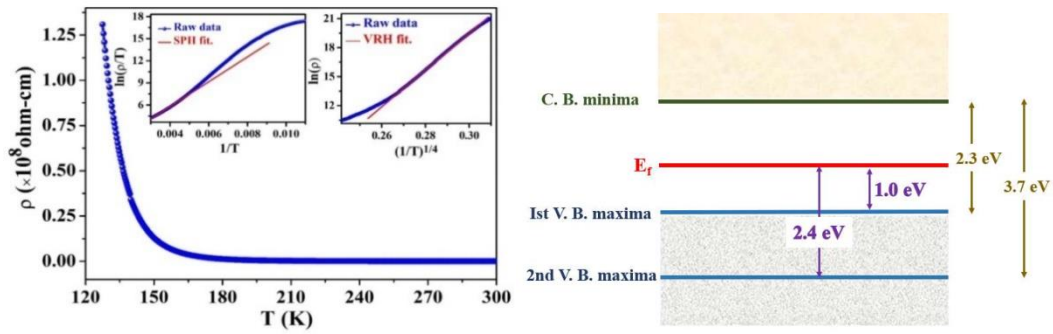 ρ (×10⁸ohm-cm)
1.25
1.00
0.75
0.50
0.25
0.00
120
150
180
210
240
270
300
T (K)
ln(ρ/T)
18
15
12
9
6
Raw data
SPH fit.
0.004
0.006
0.008
0.010
1/T
ln(ρ)
21
18
15
12
Raw data
VRH fit.
0.26
0.28
0.30
(1/T)^1/4
C. B. minima
E_f
Ist V. B. maxima
2nd V. B. maxima
1.0 eV
2.4 eV
2.3 eV
3.7 eV